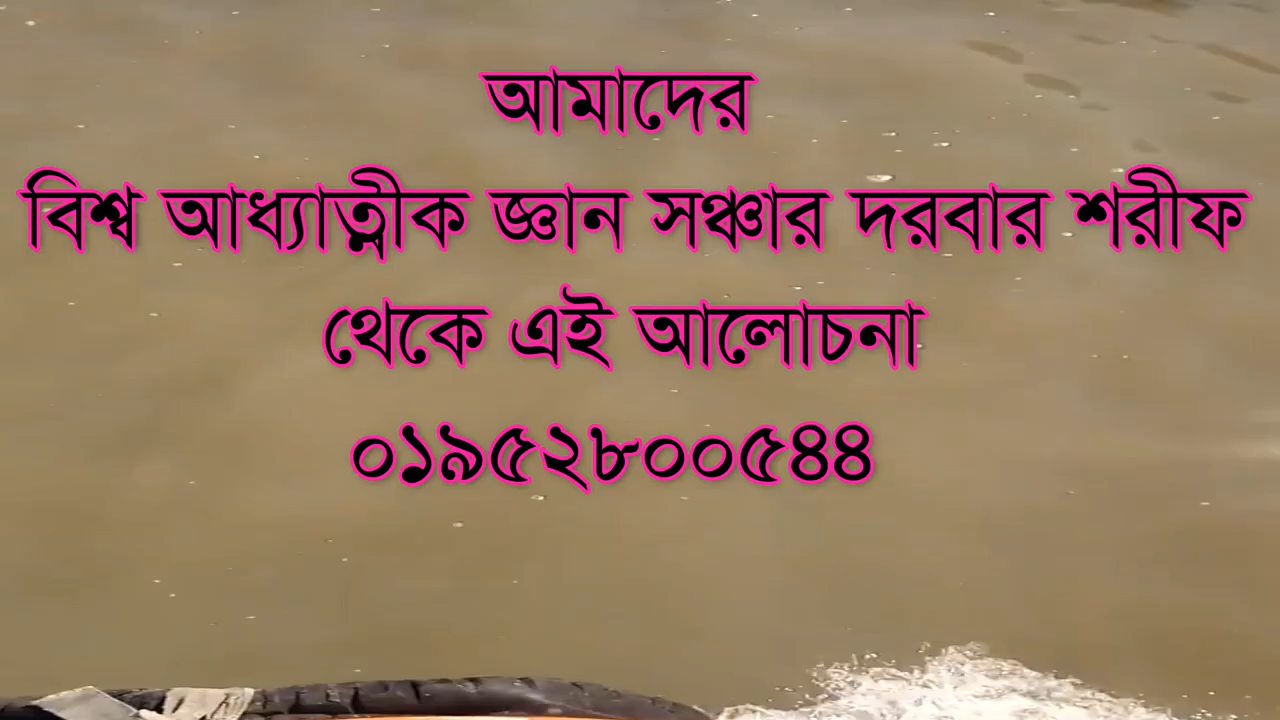 আমাদের
বিশ্ব আধ্যাত্নীক জ্ঞান সঞ্চার দরবার শরীফ
থেকে এই আলোচনা
০১৯৫২৮০০৫৪৪